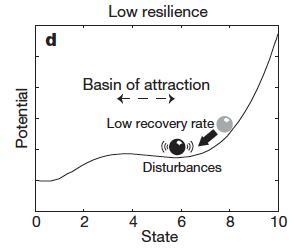 Low resilience
d
Basin of attraction
Low recovery rate
Disturbances
Potential
0 2 4 6 8 10
State